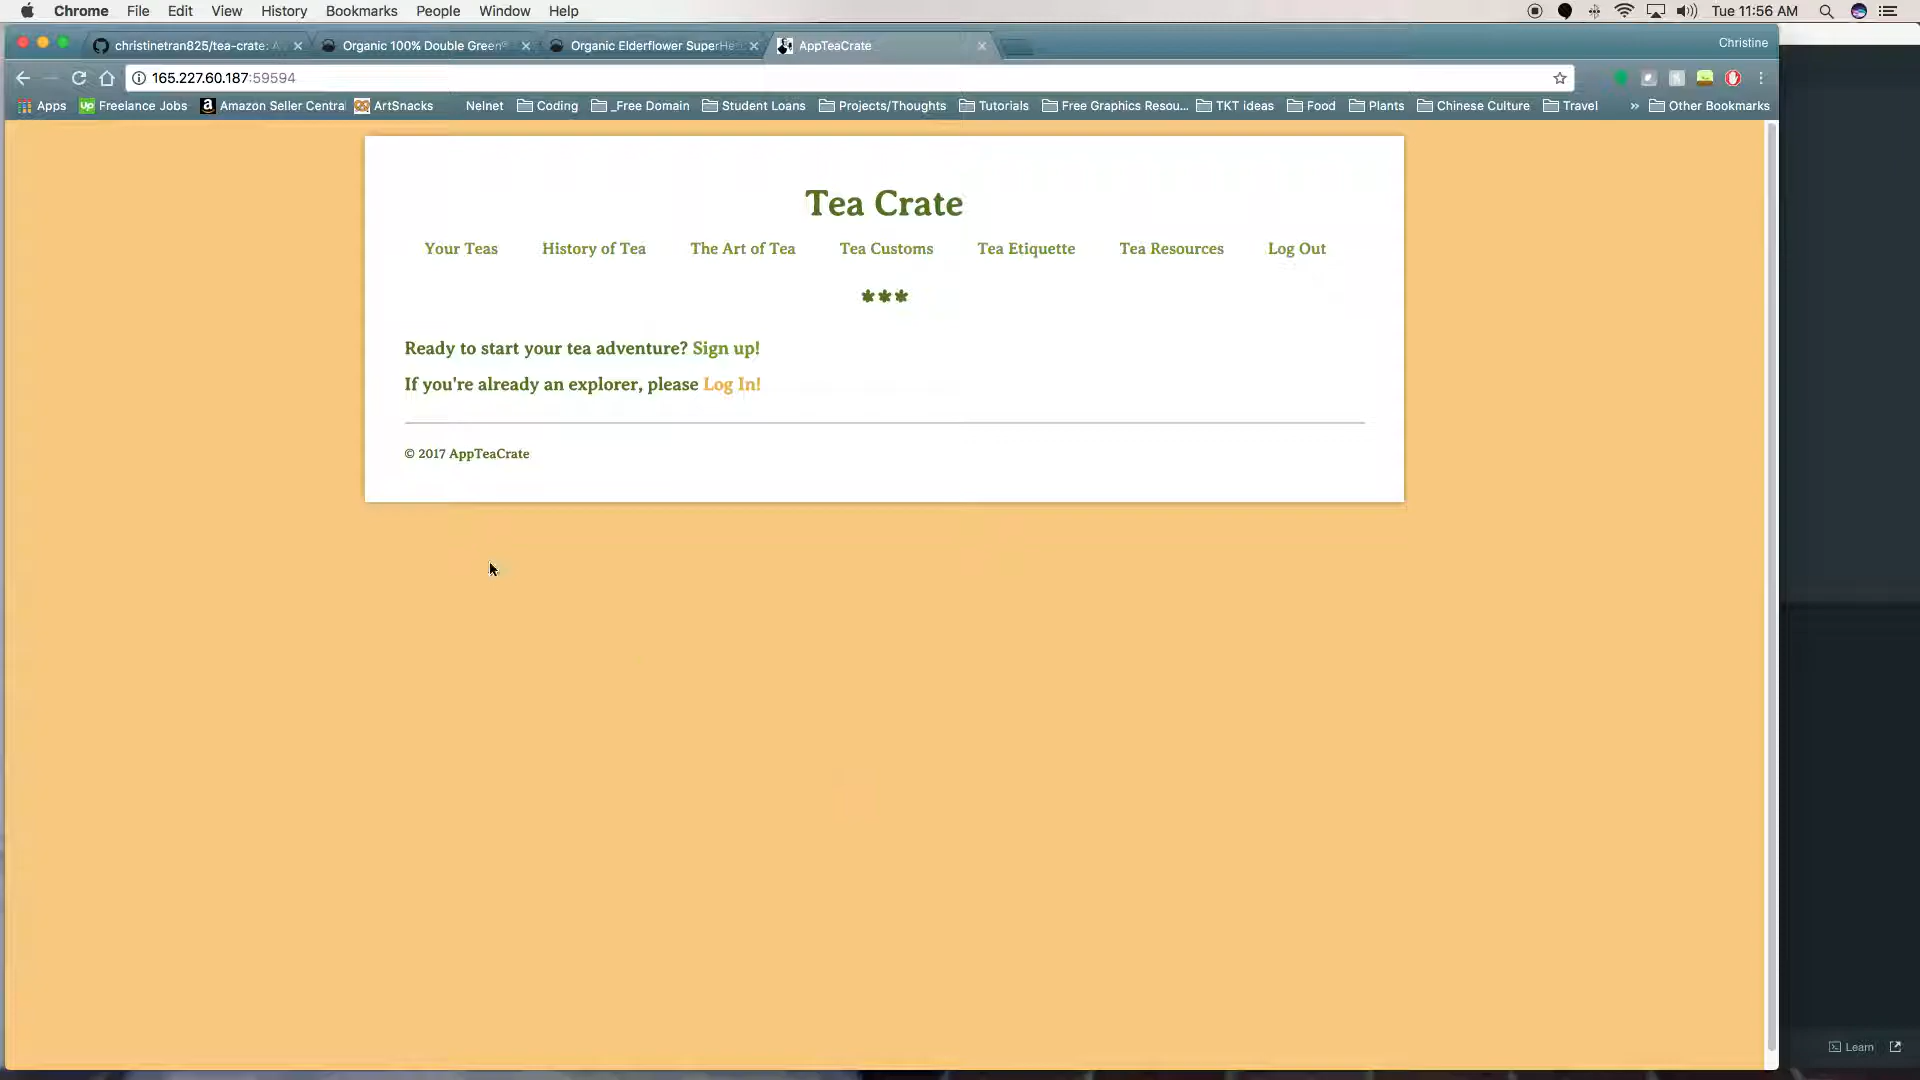 Chrome File Edit View History Bookmarks People Window Help Tue 11:56 AM
christinetran825/tea-crate: A Organic 100% Double Green Organic Elderflower SuperHe AppTeaCrate Christine
165.227.60.187:59594
Apps Freelance Jobs Amazon Seller Central ArtSnacks Nelnet Coding _Free Domain Student Loans Projects/Thoughts Tutorials Free Graphics Resou... TKT ideas Food Plants Chinese Culture Travel » Other Bookmarks
Tea Crate
Your Teas History of Tea The Art of Tea Tea Customs Tea Etiquette Tea Resources Log Out
***
Ready to start your tea adventure? Sign up!
If you're already an explorer, please Log In!
© 2017 AppTeaCrate
Learn